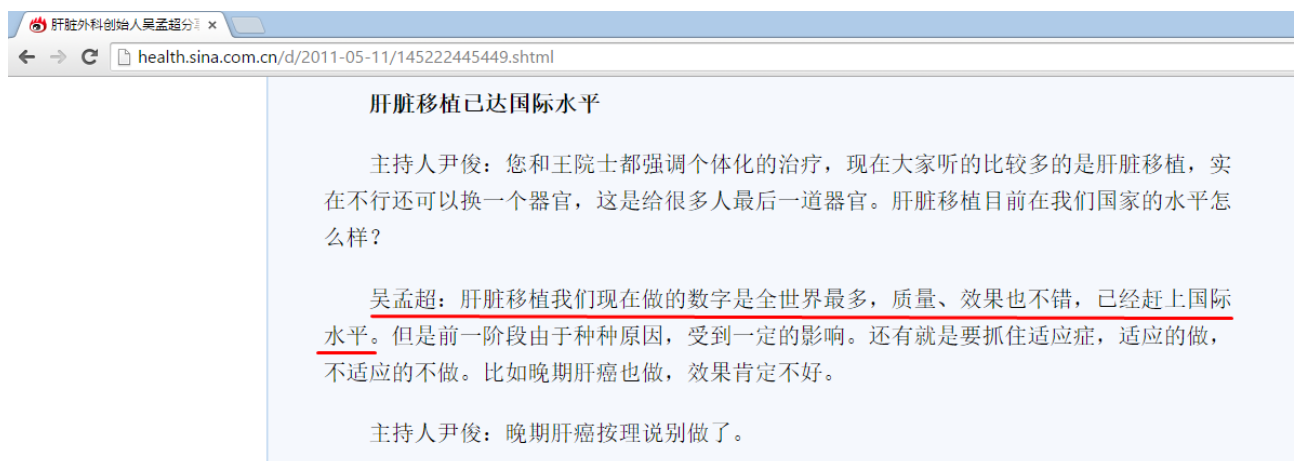 肝脏外科创始人吴孟超分
health.sina.com.cn/d/2011-05-11/145222445449.shtml
肝脏移植已达国际水平
主持人尹俊：您和王院士都强调个体化的治疗，现在大家听的比较多的是肝脏移植，实
在不行还可以换一个器官，这是给很多人最后一道器官。肝脏移植目前在我们国家的水平怎
么样？
吴孟超：肝脏移植我们现在做的数字是全世界最多，质量、效果也不错，已经赶上国际
水平。但是前一阶段由于种种原因，受到一定的影响。还有就是要抓住适应症，适应的做，
不适应的不做。比如晚期肝癌也做，效果肯定不好。
主持人尹俊：晚期肝癌按理说别做了。